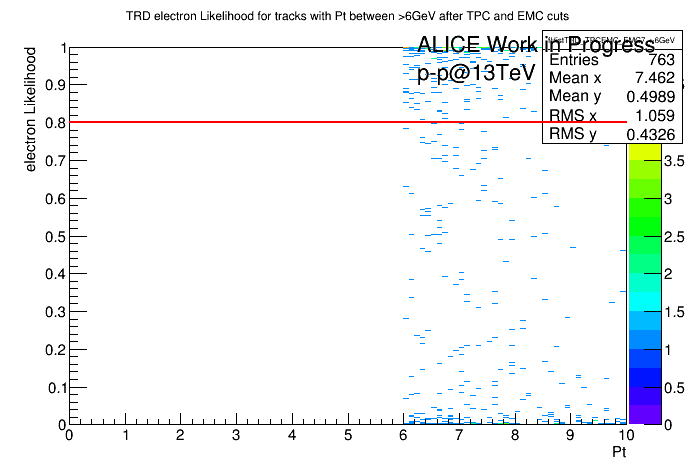 TRD electron Likelihood for tracks with Pt between >6GeV after TPC and EMC cuts
ALICE Work in Progress
p-p@13TeV
Entries 763
Mean x 7.462
Mean y 0.4989
RMS x 1.059
RMS y 0.4326
electron Likelihood
1
0.9
0.8
0.7
0.6
0.5
0.4
0.3
0.2
0.1
0
0 1 2 3 4 5 6 7 8 9 10
Pt
3.5
3
2.5
2
1.5
1
0.5
0